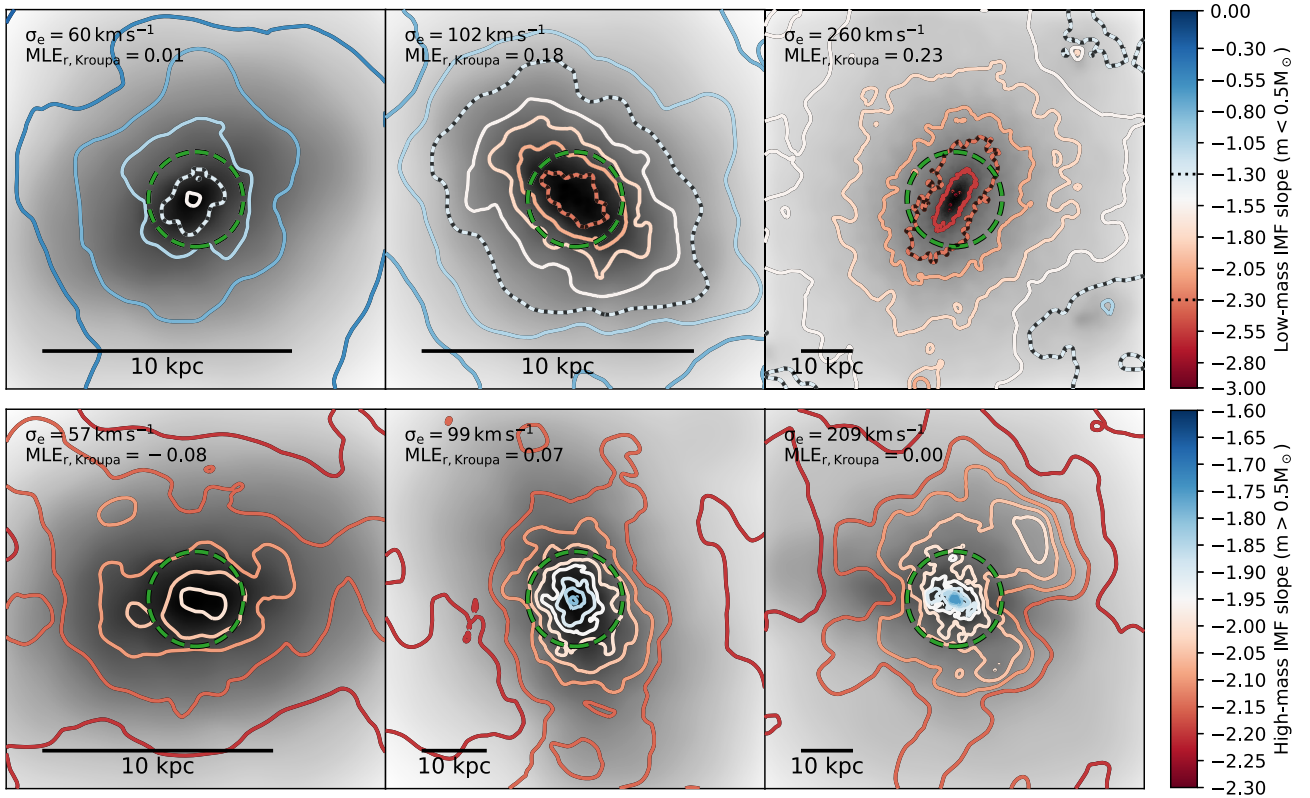 σe = 60 km s−1
MLEr, Kroupa = 0.01
10 kpc
σe = 102 km s−1
MLEr, Kroupa = 0.18
10 kpc
σe = 260 km s−1
MLEr, Kroupa = 0.23
10 kpc
0.00
−0.30
−0.55
−0.80
−1.05
−1.30
−1.55
−1.80
−2.05
−2.30
−2.55
−2.80
−3.00
Low-mass IMF slope (m < 0.5M⊙)
σe = 57 km s−1
MLEr, Kroupa = −0.08
10 kpc
σe = 99 km s−1
MLEr, Kroupa = 0.07
10 kpc
σe = 209 km s−1
MLEr, Kroupa = 0.00
10 kpc
−1.60
−1.65
−1.70
−1.75
−1.80
−1.85
−1.90
−1.95
−2.00
−2.05
−2.10
−2.15
−2.20
−2.25
−2.30
High-mass IMF slope (m > 0.5M⊙)